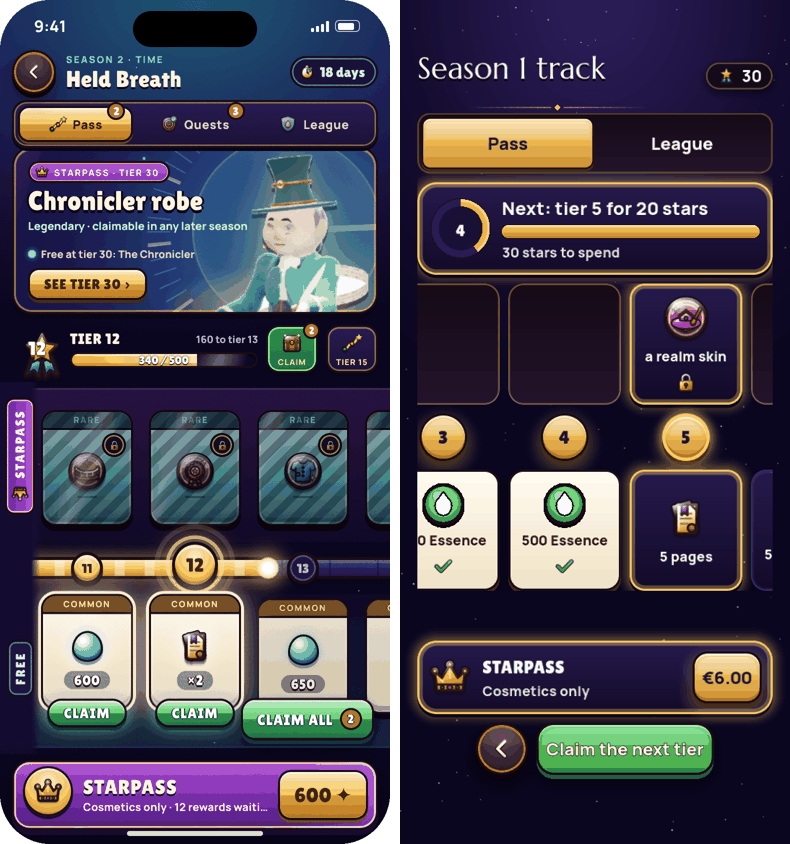 9:41
SEASON 2 · TIME
Held Breath
18 days
Pass
2
Quests
3
League
STARPASS · TIER 30
Chronicler robe
Legendary · claimable in any later season
Free at tier 30: The Chronicler
SEE TIER 30 ›
12
TIER 12
160 to tier 13
340 / 500
2
CLAIM
TIER 15
STARPASS
RARE
RARE
RARE
11
12
13
FREE
COMMON
COMMON
COMMON
600
×2
650
CLAIM
CLAIM
CLAIM ALL 2
STARPASS
Cosmetics only · 12 rewards waiti...
600
Season 1 track
30
Pass
League
4
Next: tier 5 for 20 stars
30 stars to spend
a realm skin
3
4
5
0 Essence
500 Essence
5 pages
5
STARPASS
Cosmetics only
€6.00
Claim the next tier